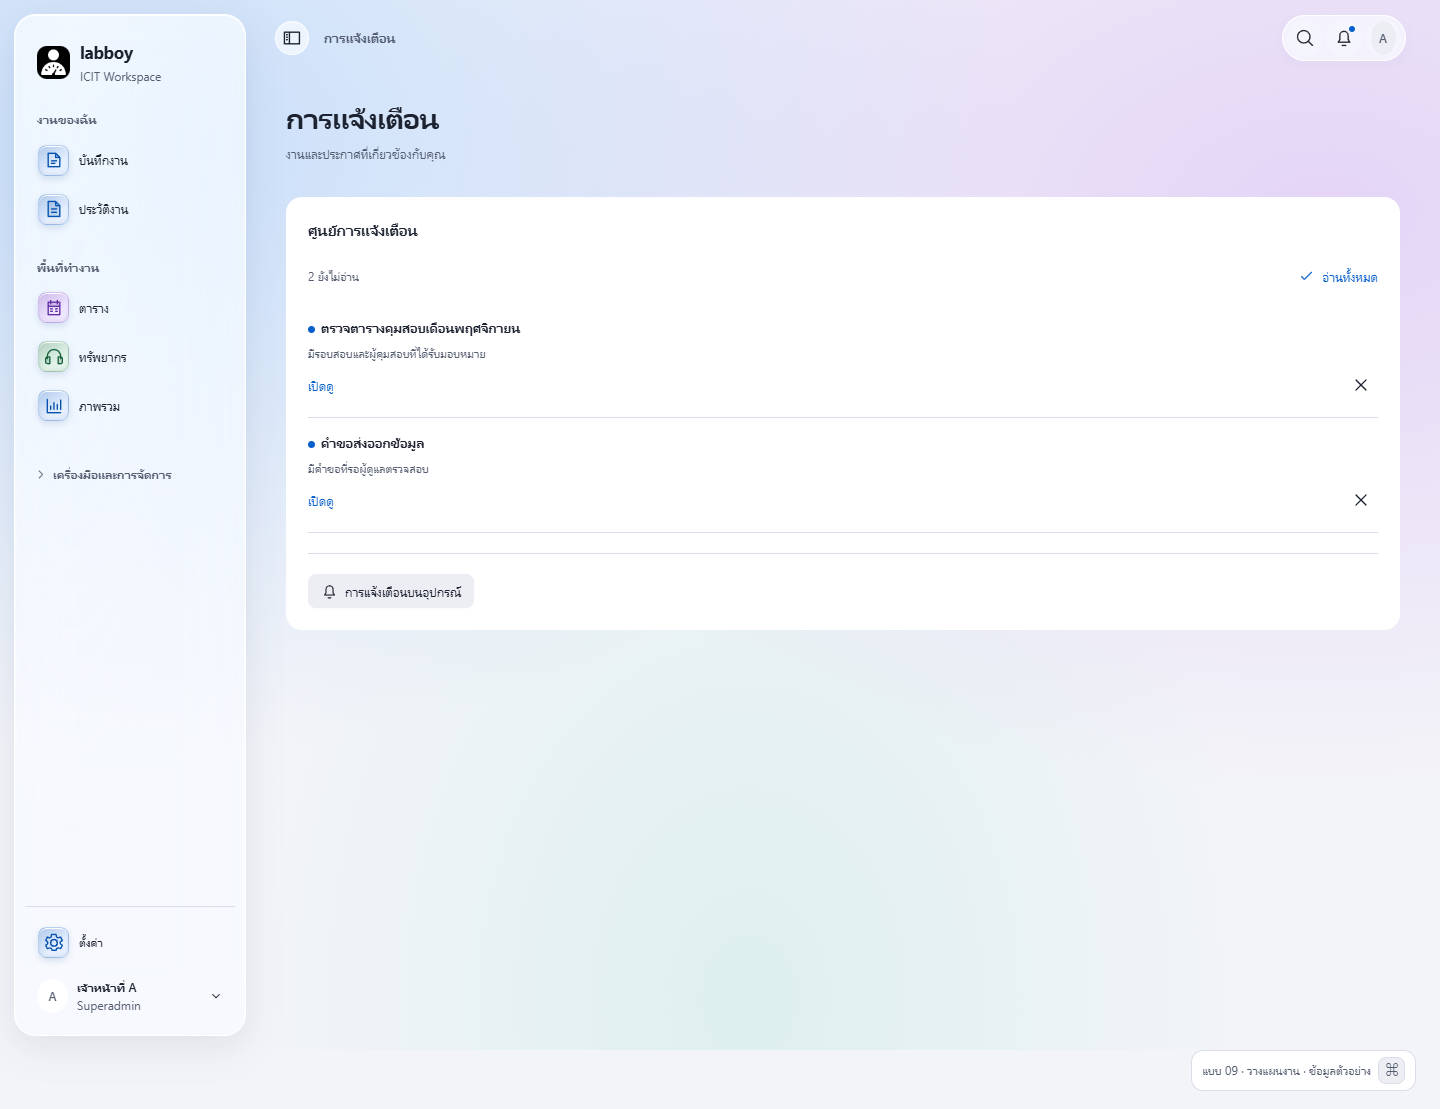 labboy
ICIT Workspace
งานของฉัน
บันทึกงาน
ประวัติงาน
พื้นที่ทำงาน
ตาราง
ทรัพยากร
ภาพรวม
เครื่องมือและการจัดการ
ตั้งค่า
A
เจ้าหน้าที่ A
Superadmin
การแจ้งเตือน
A
การแจ้งเตือน
งานและประกาศที่เกี่ยวข้องกับคุณ
ศูนย์การแจ้งเตือน
2 ยังไม่อ่าน
อ่านทั้งหมด
ตรวจตารางคุมสอบเดือนพฤศจิกายน
มีรอบสอบและผู้คุมสอบที่ได้รับมอบหมาย
เปิดดู
คำขอส่งออกข้อมูล
มีคำขอที่รอผู้ดูแลตรวจสอบ
เปิดดู
การแจ้งเตือนบนอุปกรณ์
แบบ 09 · วางแผนงาน · ข้อมูลตัวอย่าง ⌘